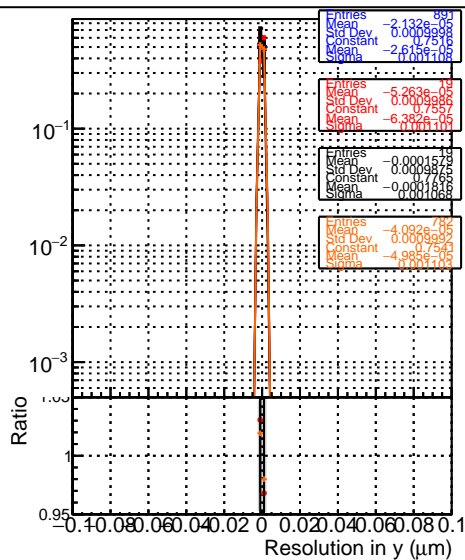 Entries 891
Mean −2.132e−05
Std Dev 0.0009998
Constant 0.7516
Mean −2.615e−05
Sigma 0.001108
Entries 19
Mean −5.263e−05
Std Dev 0.0009986
Constant 0.7557
Mean −6.382e−05
Sigma 0.001101
Entries 19
Mean −0.0001579
Std Dev 0.0009875
Constant 0.7765
Mean −0.0001816
Sigma 0.001068
Entries 782
Mean −4.092e−05
Std Dev 0.0009992
Constant 0.7541
Mean −4.985e−05
Sigma 0.001103
10−1
10−2
10−3
Ratio
1.05
1
0.95
−0.1 −0.08 −0.06 −0.04 −0.02 0 0.02 0.04 0.06 0.08 0.1
Resolution in y (μm)